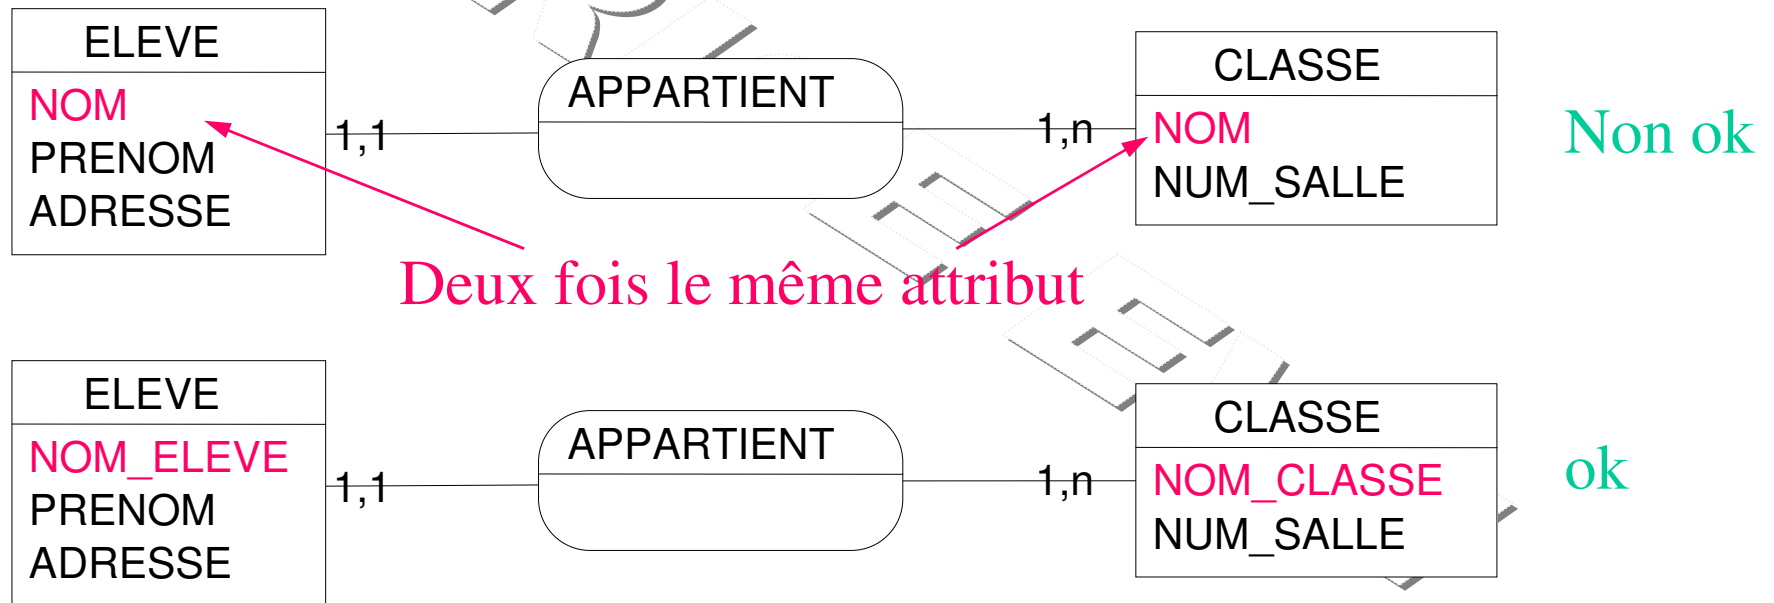 ELEVE
NOM
PRENOM
ADRESSE
1,1
APPARTIENT
1,n
CLASSE
NOM
NUM_SALLE
Non ok
Deux fois le même attribut
ELEVE
NOM_ELEVE
PRENOM
ADRESSE
1,1
APPARTIENT
1,n
CLASSE
NOM_CLASSE
NUM_SALLE
ok